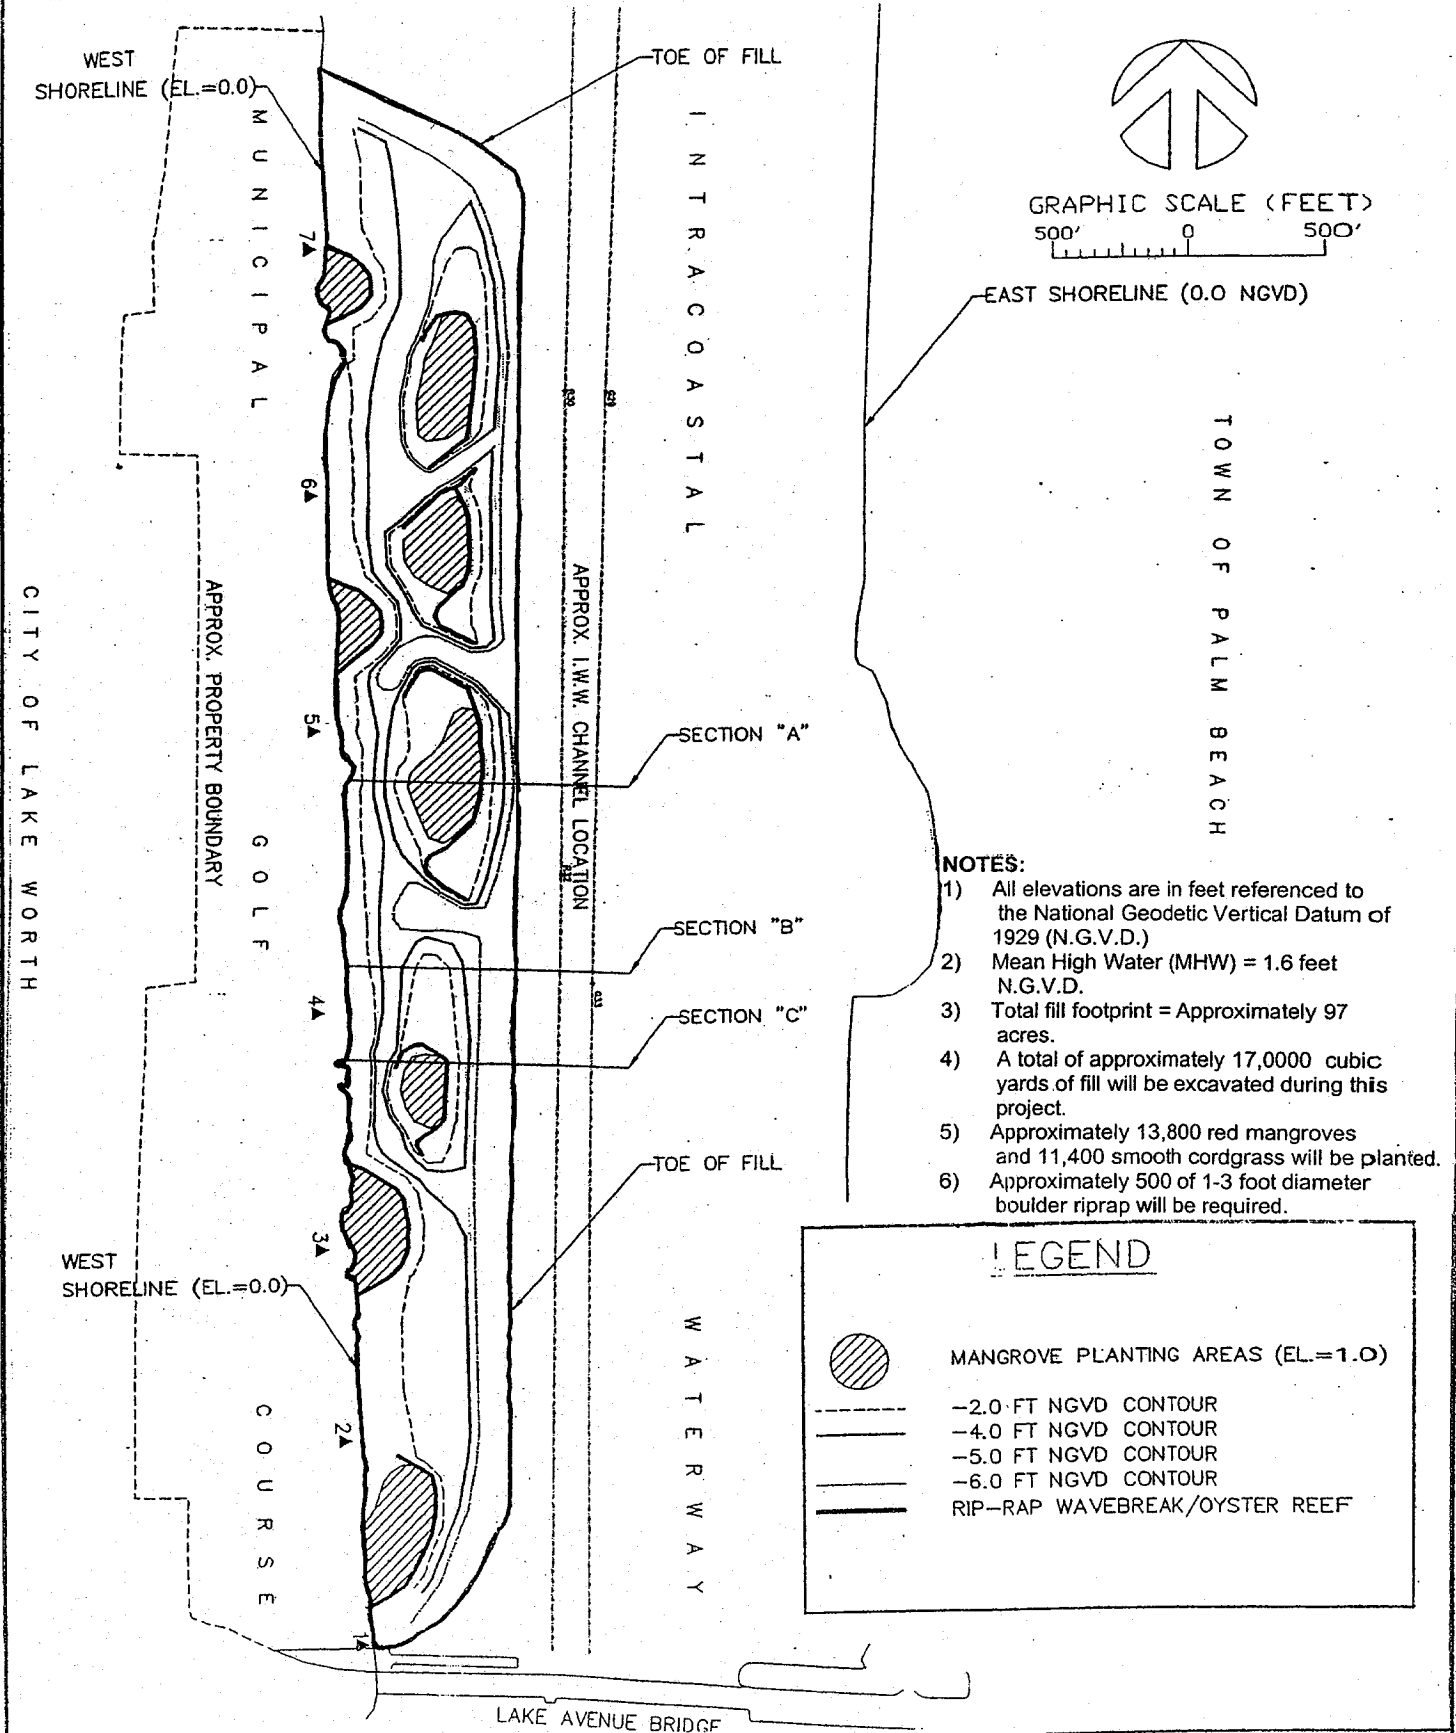 WEST
SHORELINE (EL.=0.0)
TOE OF FILL
MUNICIPAL
INTRACOASTAL
GRAPHIC SCALE (FEET)
500' 0 500'
EAST SHORELINE (0.0 NGVD)
7
6
5
4
3
2
1
TOWN OF PALM BEACH
CITY OF LAKE WORTH
APPROX. PROPERTY BOUNDARY
APPROX. I.W.W. CHANNEL LOCATION
GOLF
SECTION "A"
SECTION "B"
SECTION "C"
NOTES:
1) All elevations are in feet referenced to
the National Geodetic Vertical Datum of
1929 (N.G.V.D.)
2) Mean High Water (MHW) = 1.6 feet
N.G.V.D.
3) Total fill footprint = Approximately 97
acres.
4) A total of approximately 17,0000 cubic
yards of fill will be excavated during this
project.
5) Approximately 13,800 red mangroves
and 11,400 smooth cordgrass will be planted.
6) Approximately 500 of 1-3 foot diameter
boulder riprap will be required.
TOE OF FILL
WEST
SHORELINE (EL.=0.0)
WATERWAY
COURSE
LEGEND
MANGROVE PLANTING AREAS (EL.=1.0)
-2.0 FT NGVD CONTOUR
-4.0 FT NGVD CONTOUR
-5.0 FT NGVD CONTOUR
-6.0 FT NGVD CONTOUR
RIP-RAP WAVEBREAK/OYSTER REEF
LAKE AVENUE BRIDGE